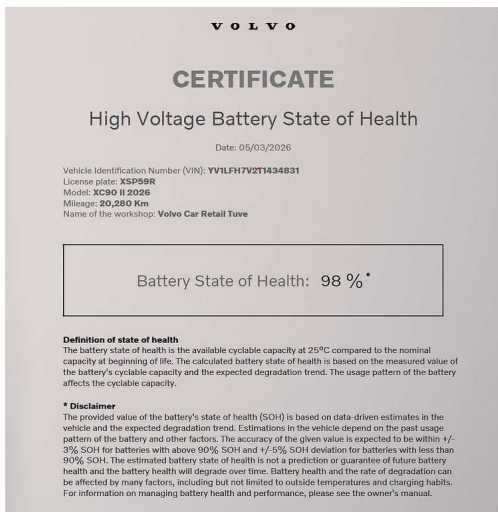 VOLVO
CERTIFICATE
High Voltage Battery State of Health
Date: 05/03/2026
Vehicle Identification Number (VIN): YV1LFH7V2T1434831
License plate: XSP59R
Model: XC90 II 2026
Mileage: 20,280 Km
Name of the workshop: Volvo Car Retail Tuve
Battery State of Health: 98 %*
Definition of state of health
The battery state of health is the available cyclable capacity at 25°C compared to the nominal
capacity at beginning of life. The calculated battery state of health is based on the measured value of
the battery's cyclable capacity and the expected degradation trend. The usage pattern of the battery
affects the cyclable capacity.
* Disclaimer
The provided value of the battery's state of health (SOH) is based on data-driven estimates in the
vehicle and the expected degradation trend. Estimations in the vehicle depend on the past usage
pattern of the battery and other factors. The accuracy of the given value is expected to be within +/-
3% SOH for batteries with above 90% SOH and +/-5% SOH deviation for batteries with less than
90% SOH. The estimated battery state of health is not a prediction or guarantee of future battery
health and the battery health will degrade over time. Battery health and the rate of degradation can
be affected by many factors, including but not limited to outside temperatures and charging habits.
For information on managing battery health and performance, please see the owner's manual.